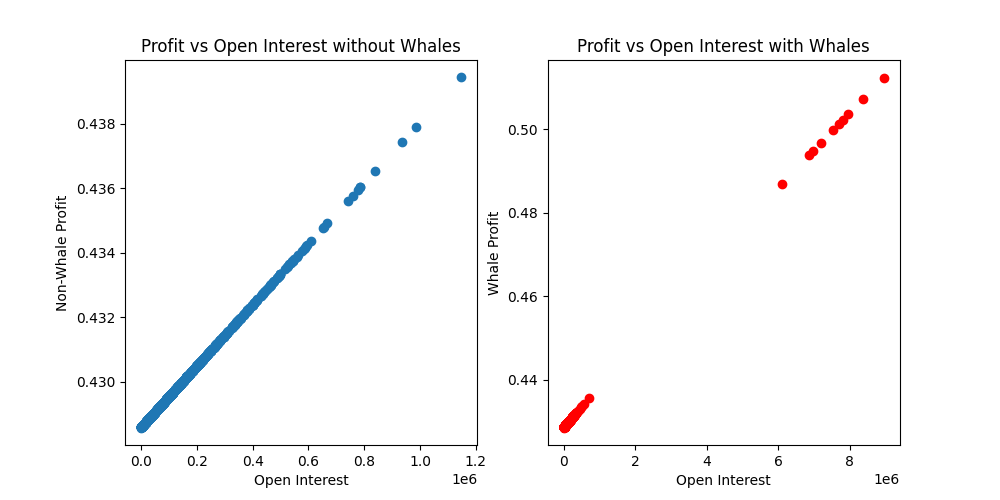 Profit vs Open Interest without Whales
Non-Whale Profit
0.438
0.436
0.434
0.432
0.430
0.0 0.2 0.4 0.6 0.8 1.0 1.2
1e6
Open Interest
Profit vs Open Interest with Whales
Whale Profit
0.50
0.48
0.46
0.44
0 2 4 6 8
1e6
Open Interest